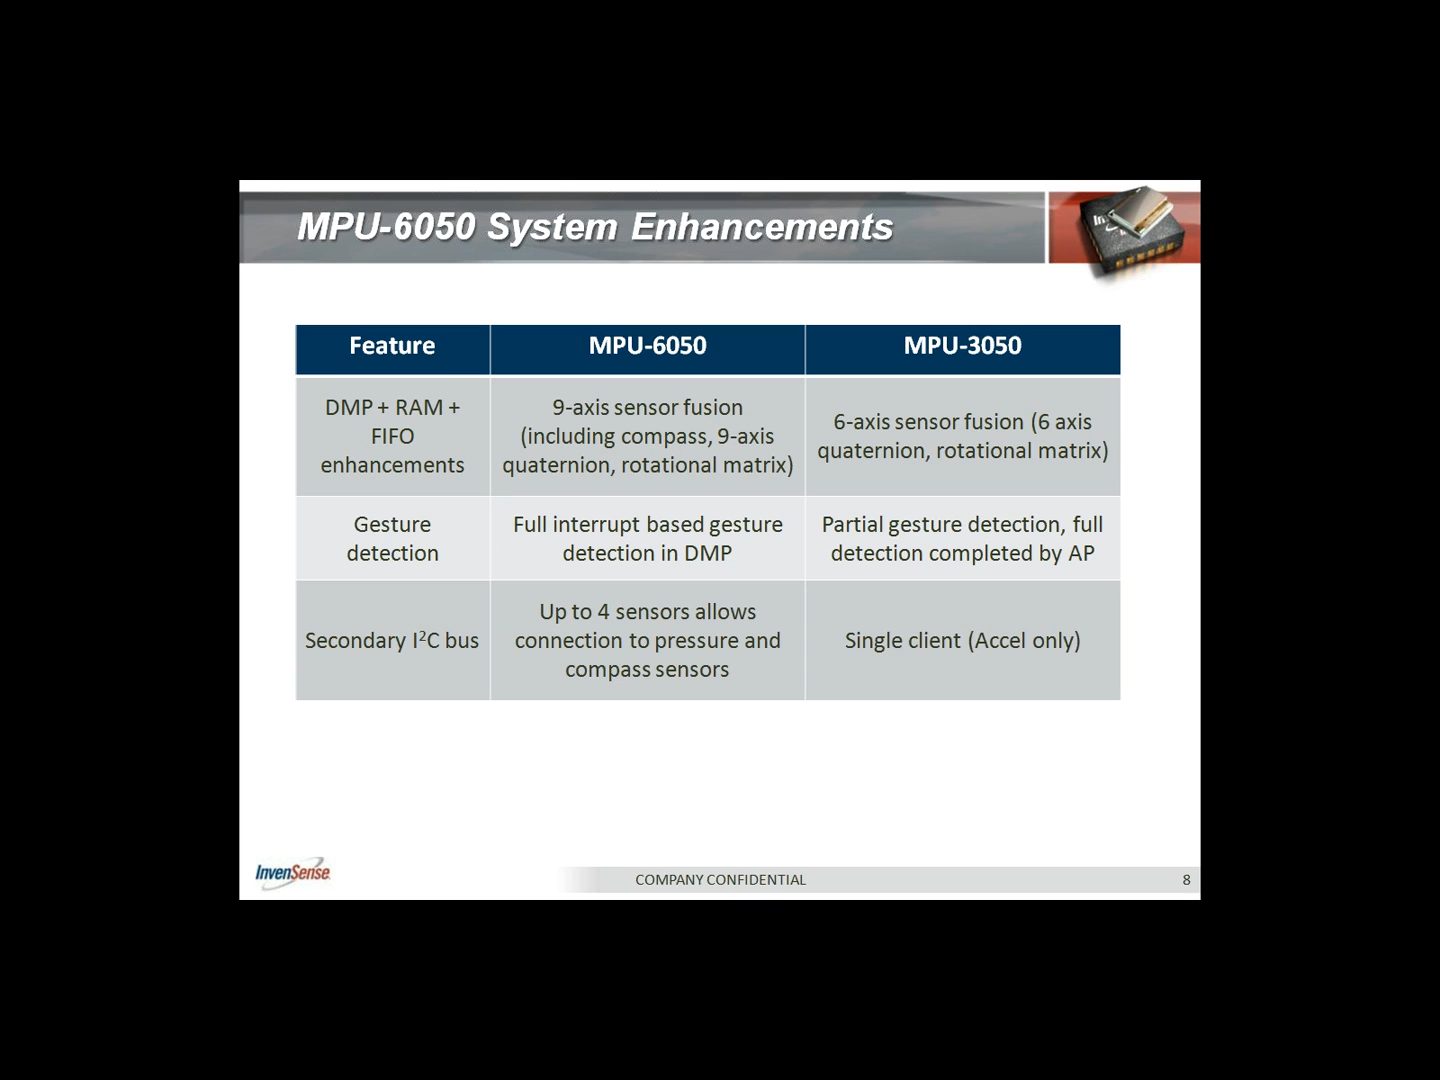 MPU-6050 System Enhancements
Feature
MPU-6050
MPU-3050
DMP + RAM +
FIFO
enhancements
9-axis sensor fusion
(including compass, 9-axis
quaternion, rotational matrix)
6-axis sensor fusion (6 axis
quaternion, rotational matrix)
Gesture
detection
Full interrupt based gesture
detection in DMP
Partial gesture detection, full
detection completed by AP
Secondary I²C bus
Up to 4 sensors allows
connection to pressure and
compass sensors
Single client (Accel only)
InvenSense
COMPANY CONFIDENTIAL
8